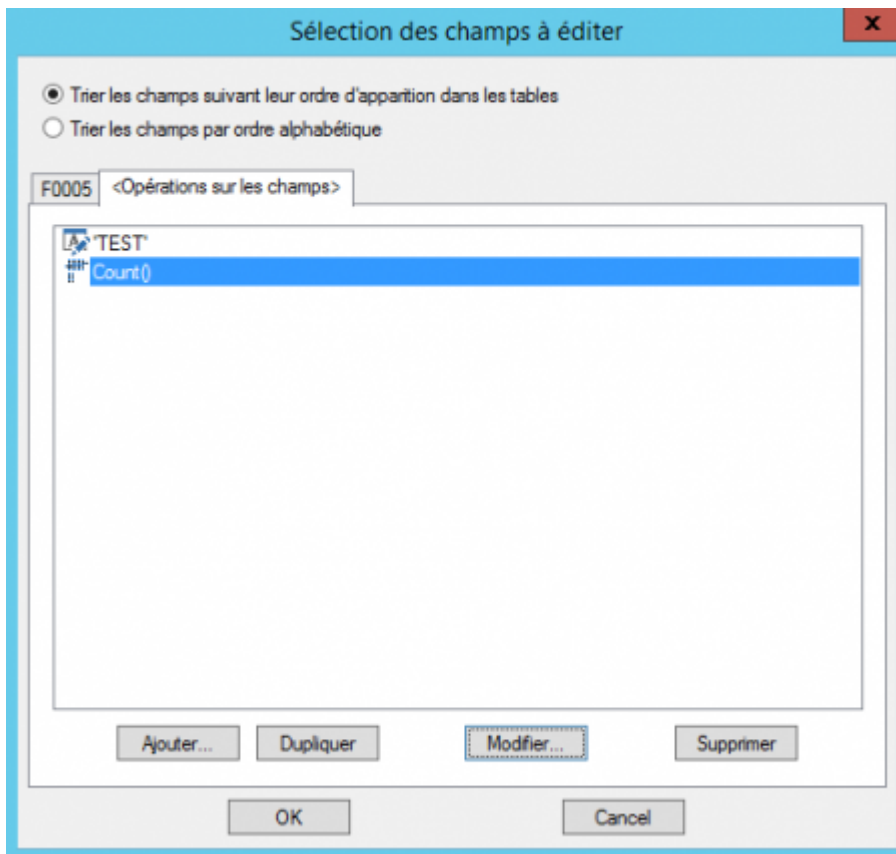 Sélection des champs à éditer
x
Trier les champs suivant leur ordre d'apparition dans les tables
Trier les champs par ordre alphabétique
F0005 <Opérations sur les champs>
'TEST'
Count()
Ajouter... Dupliquer Modifier... Supprimer
OK Cancel